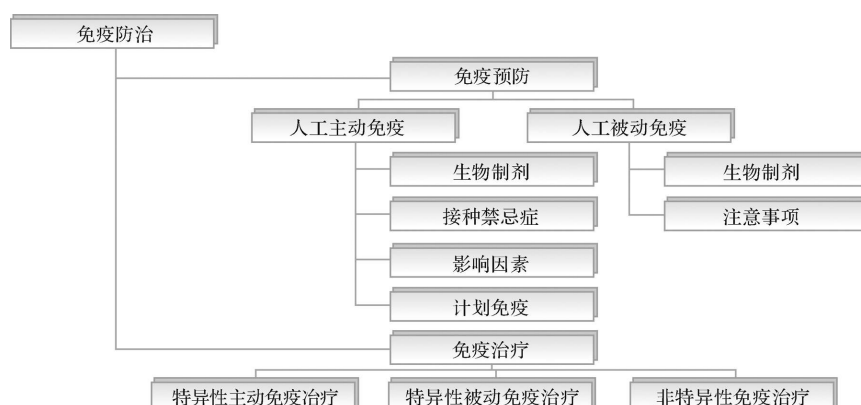 免疫防治
免疫预防
人工主动免疫
人工被动免疫
生物制剂
生物制剂
接种禁忌症
注意事项
影响因素
计划免疫
免疫治疗
特异性主动免疫治疗
特异性被动免疫治疗
非特异性免疫治疗